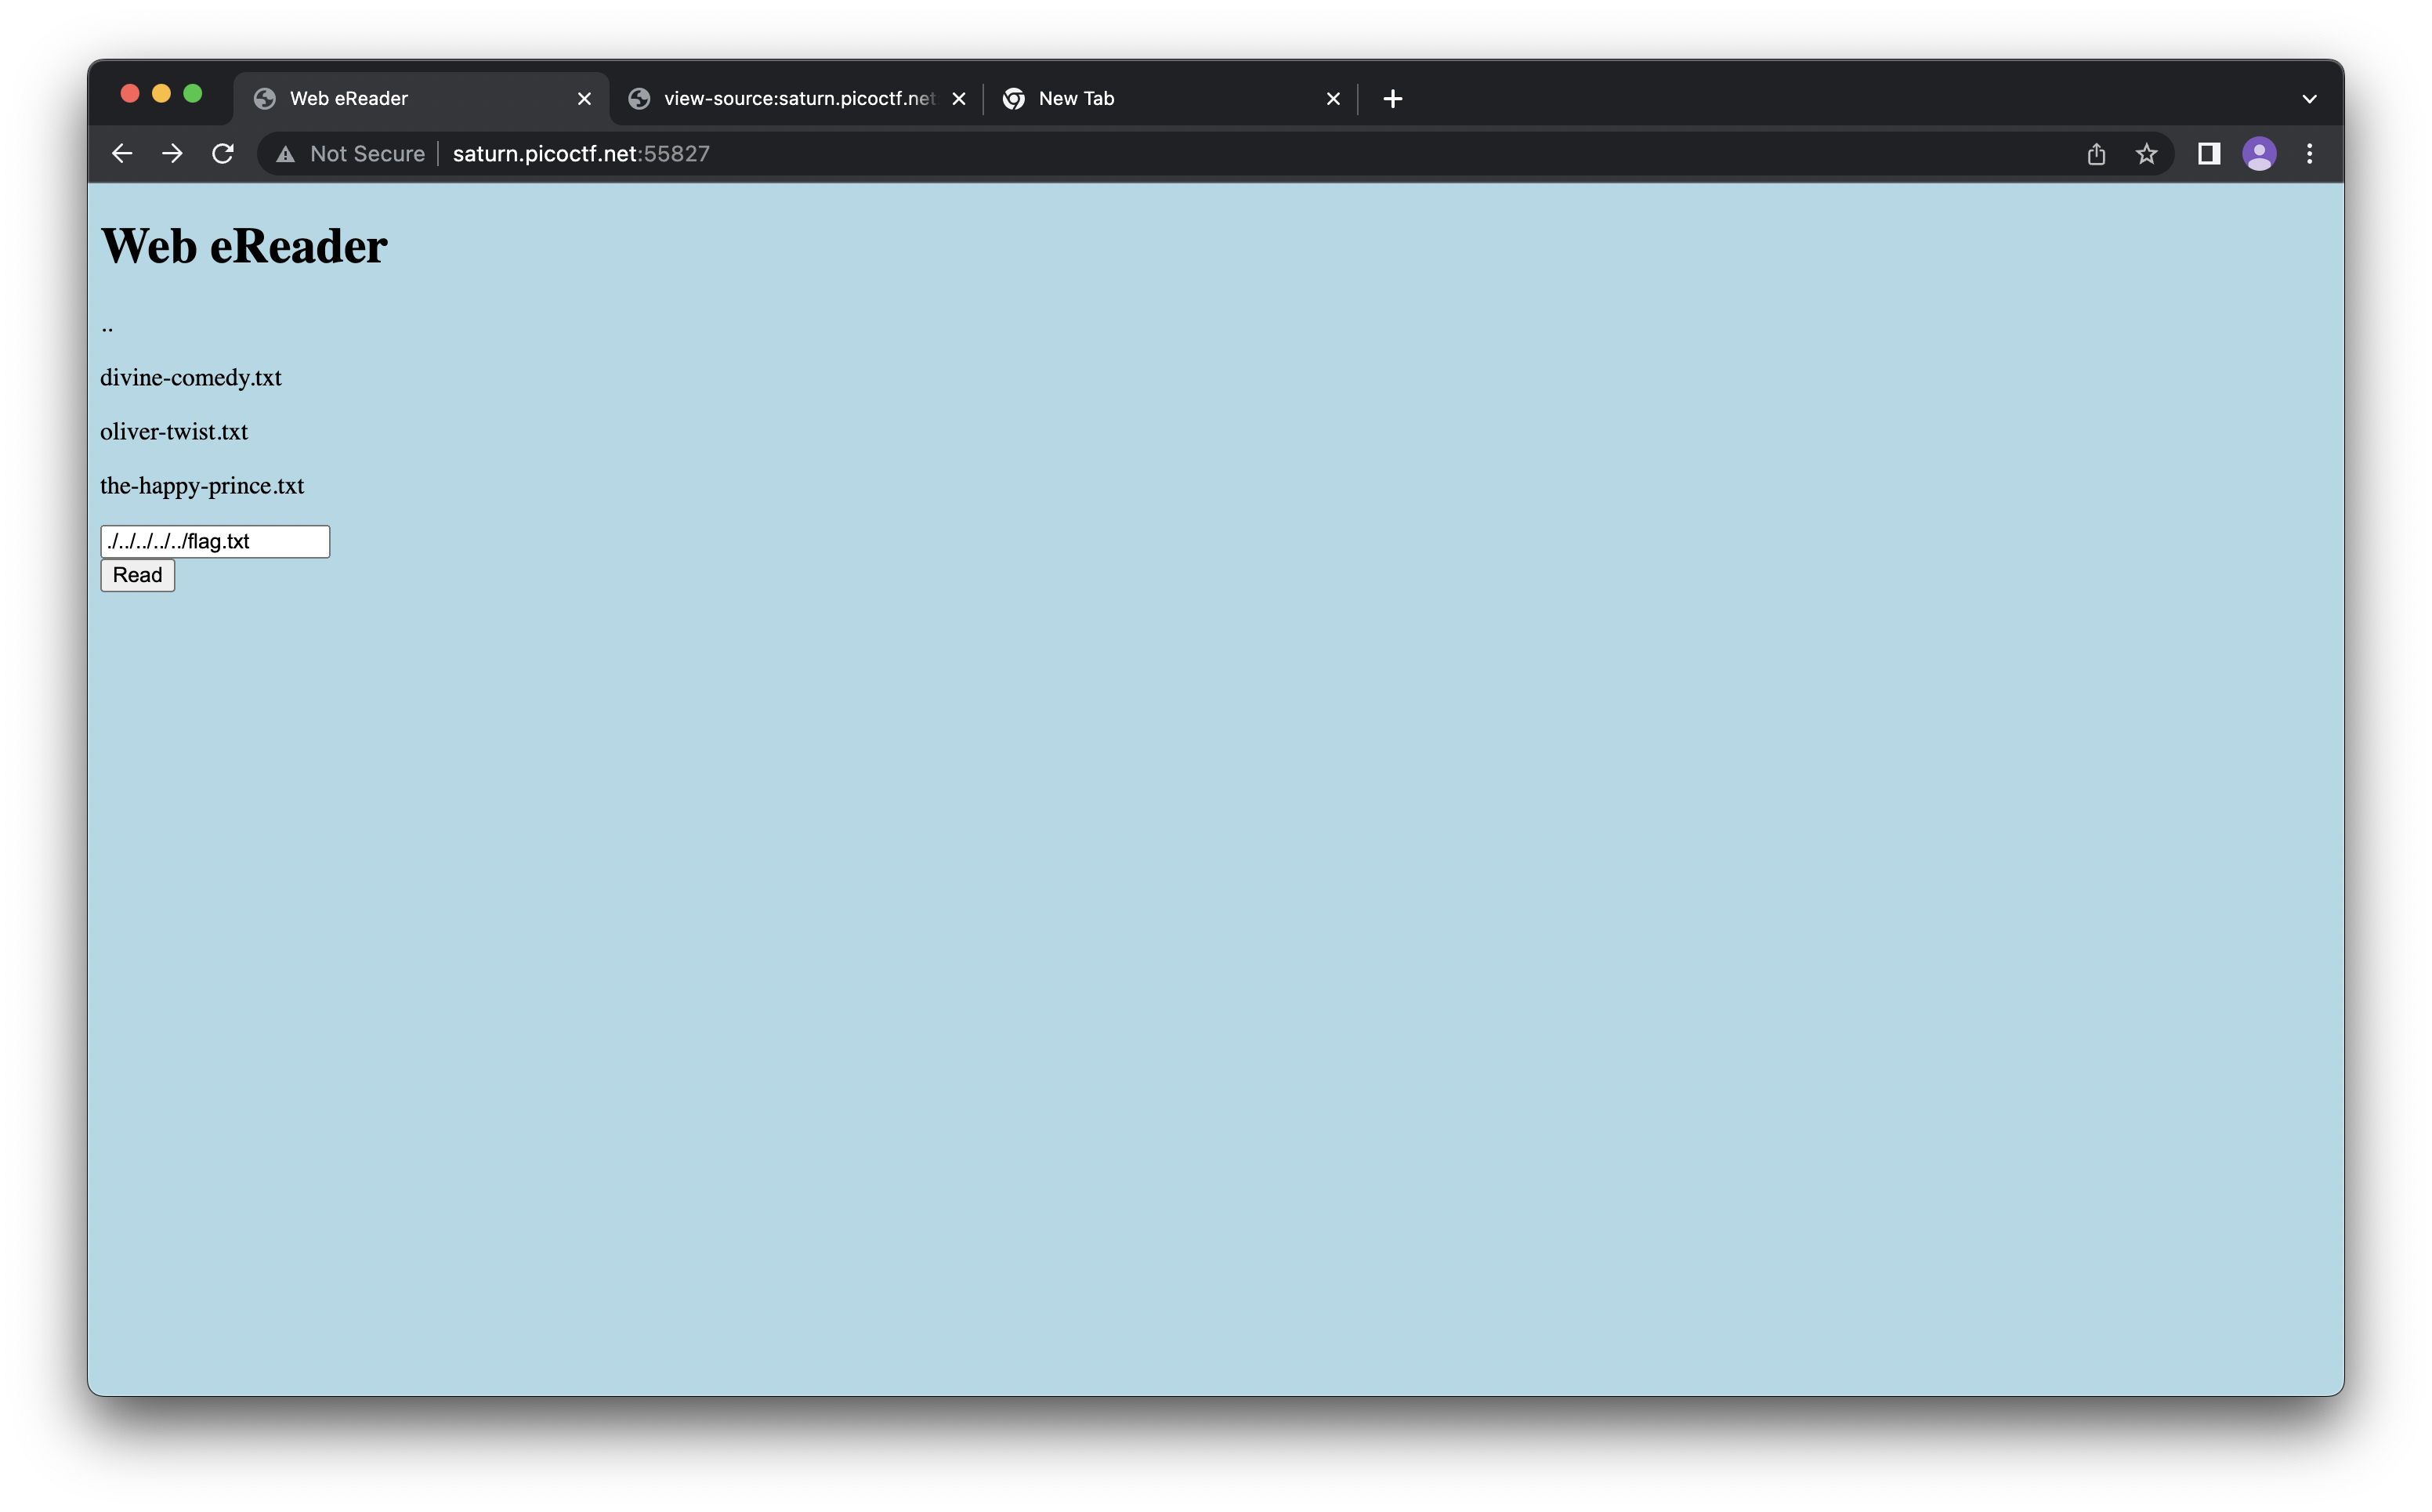 Web eReader
view-source:saturn.picoctf.net
New Tab
Not Secure
saturn.picoctf.net:55827
Web eReader
..
divine-comedy.txt
oliver-twist.txt
the-happy-prince.txt
./../../../../flag.txt
Read